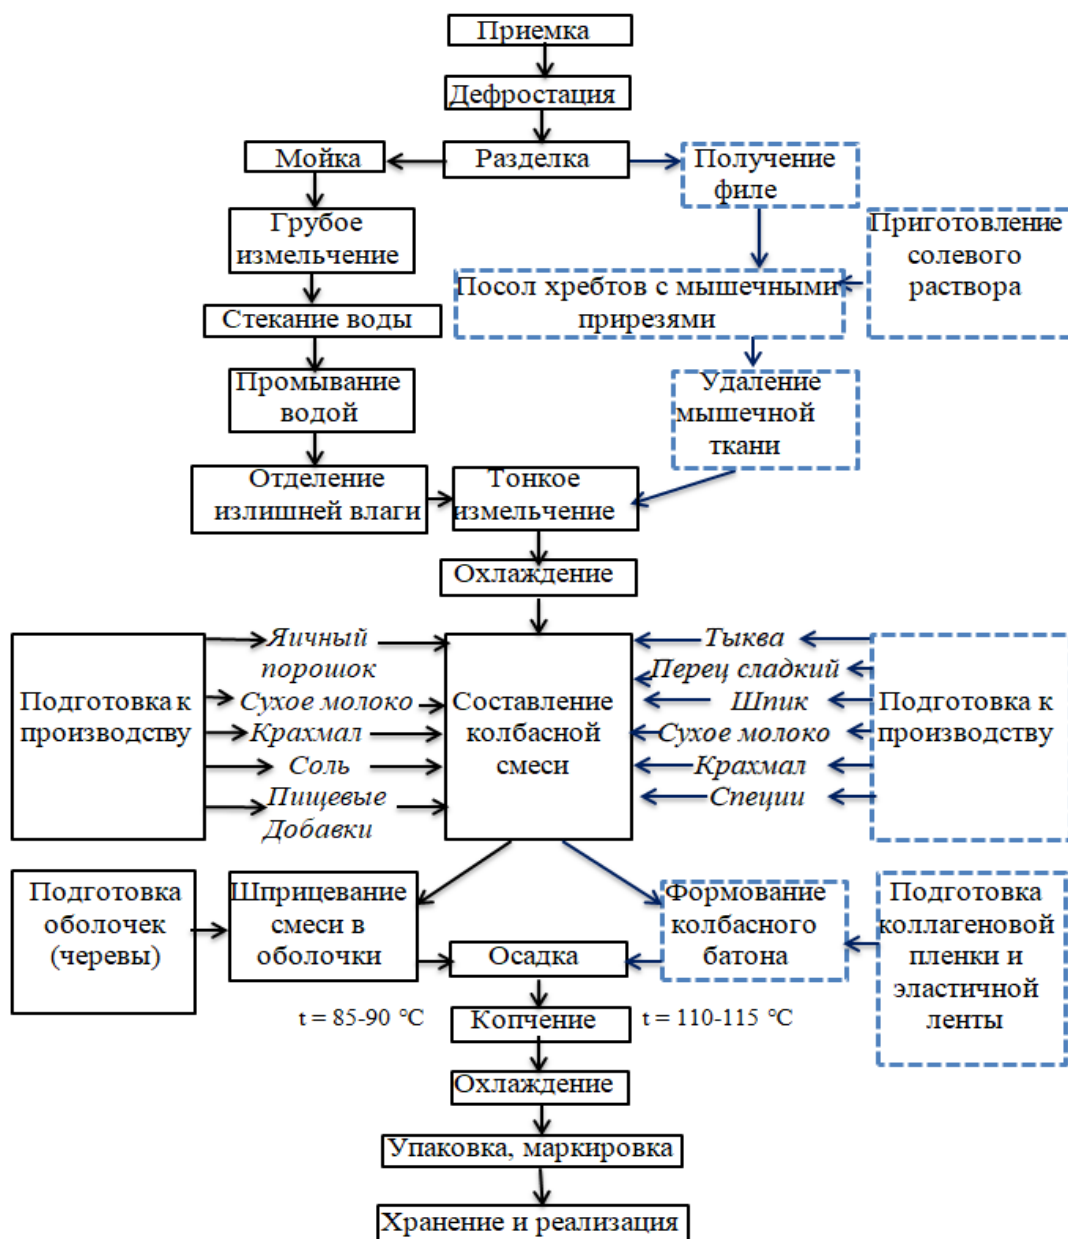 Приемка
Дефростация
Мойка
Разделка
Получение
филе
Грубое
измельчение
Приготовление
солевого
раствора
Посол хребтов с мышечными
прирезями
Стекание воды
Промывание
водой
Удаление
мышечной
ткани
Отделение
излишней влаги
Тонкое
измельчение
Охлаждение
Подготовка к
производству
Яичный
порошок
Сухое молоко
Крахмал
Соль
Пищевые
Добавки
Составление
колбасной
смеси
Тыква
Перец сладкий
Шпик
Сухое молоко
Крахмал
Специи
Подготовка к
производству
Подготовка
оболочек
(черевы)
Шприцевание
смеси в
оболочки
Осадка
Формование
колбасного
батона
Подготовка
коллагеновой
пленки и
эластичной
ленты
t = 85-90 °C
Копчение
t = 110-115 °C
Охлаждение
Упаковка, маркировка
Хранение и реализация